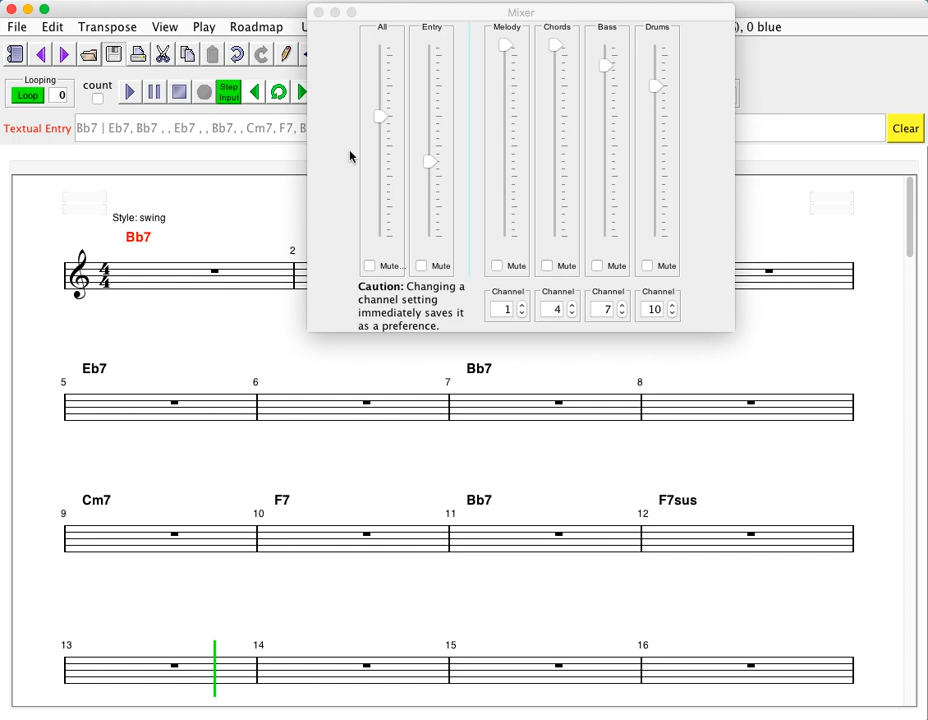 Mixer
File Edit Transpose View Play Roadmap U ), 0 blue
Looping
Loop 0 count Step Input
Textual Entry Bb7 | Eb7, Bb7 , , Eb7 , , Bb7, , Cm7, F7, B Clear
All Entry Melody Chords Bass Drums
Mute... Mute Mute Mute Mute Mute
Caution: Changing a
channel setting
immediately saves it
as a preference.
Channel Channel Channel Channel
1 4 7 10
Style: swing
Bb7
4
4
2
Eb7 Bb7
5 6 7 8
Cm7 F7 Bb7 F7sus
9 10 11 12
13 14 15 16